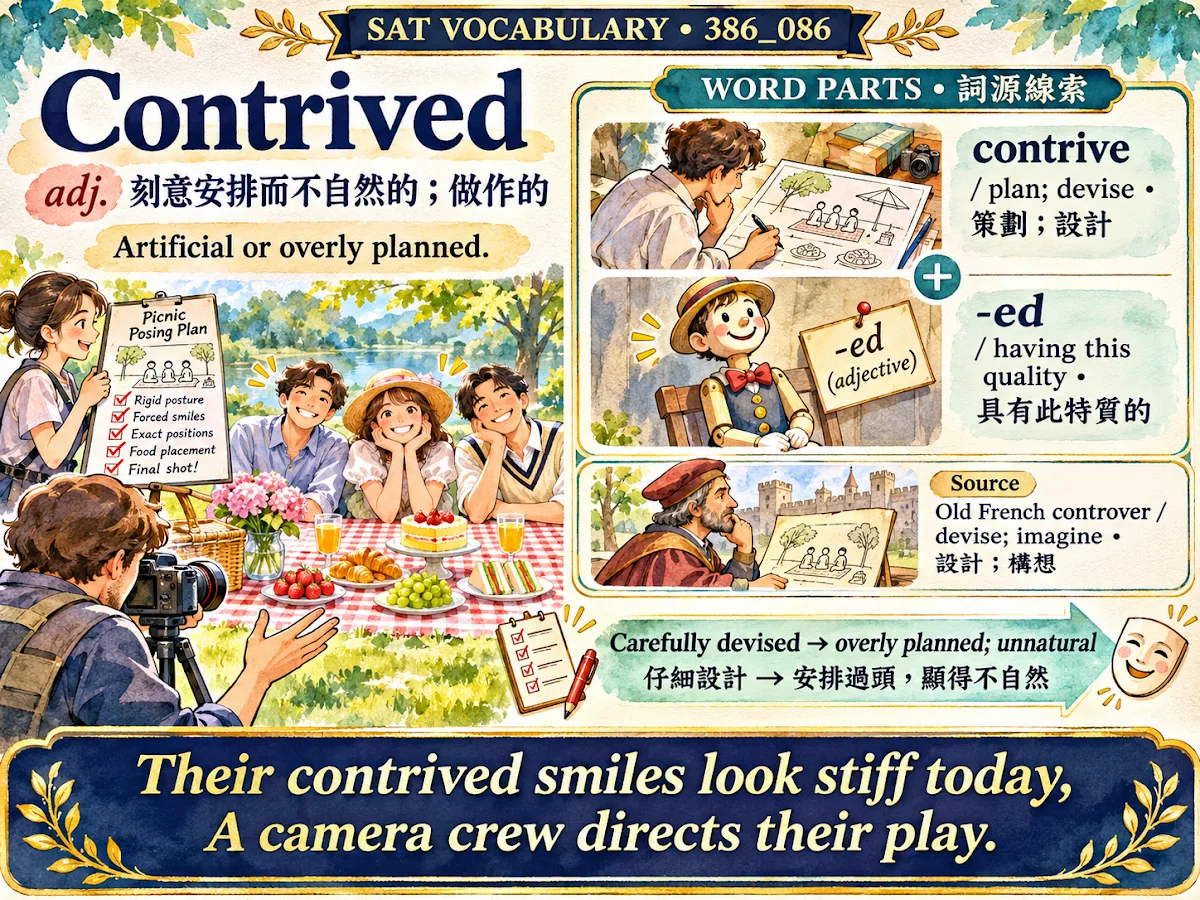 SAT VOCABULARY • 386_086
Contrived
adj. 刻意安排而不自然的；做作的
Artificial or overly planned.
Picnic
Posing Plan
Rigid posture
Forced smiles
Exact positions
Food placement
Final shot!
WORD PARTS • 詞源線索
contrive
/ plan; devise •
策劃；設計
+
-ed
(adjective)
-ed
/ having this
quality •
具有此特質的
Source
Old French controver /
devise; imagine •
設計；構想
Carefully devised → overly planned; unnatural
仔細設計 → 安排過頭，顯得不自然
Their contrived smiles look stiff today,
A camera crew directs their play.